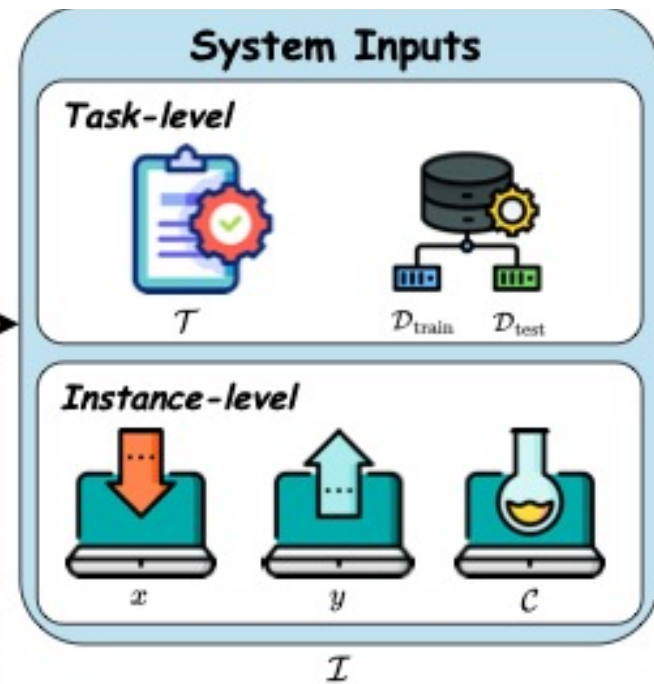 System Inputs
Task-level
𝒯
𝒟train 𝒟test
Instance-level
x y 𝒞
ℐ